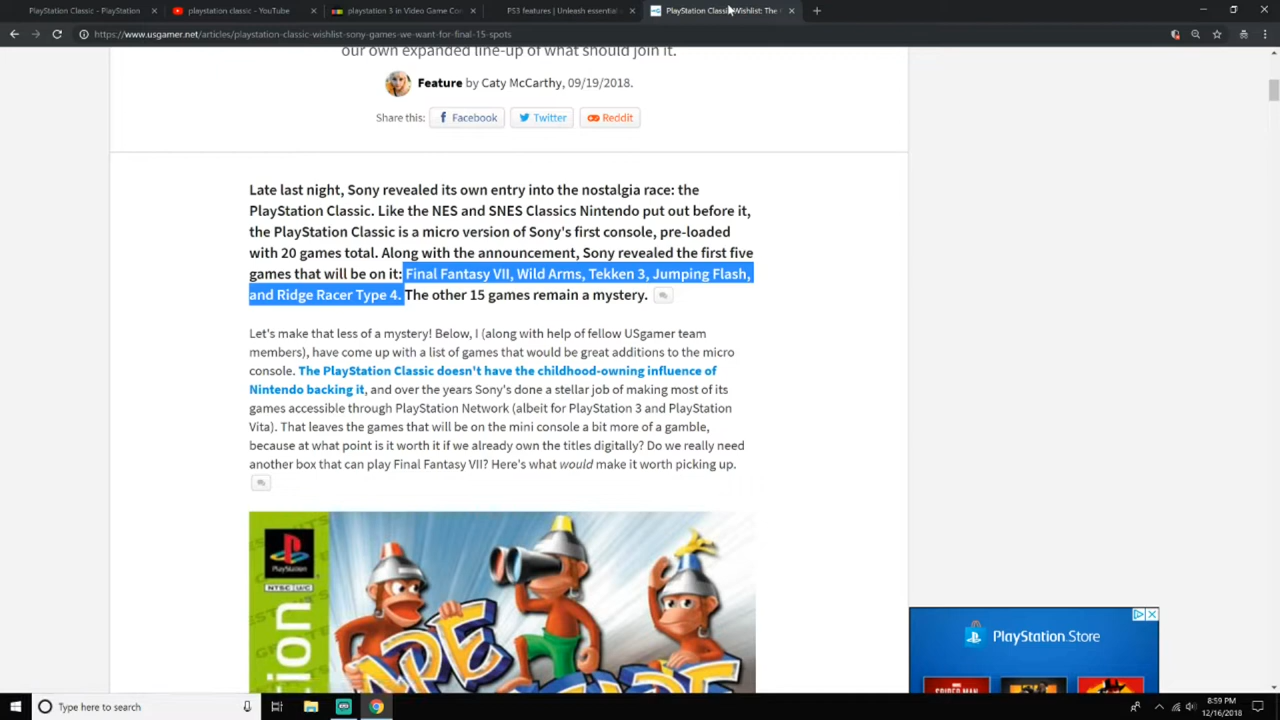 PlayStation Classic - PlayStation
playstation classic - YouTube
playstation 3 in Video Game Co
PS3 features | Unleash essential
PlayStation Classic Wishlist: The
https://www.usgamer.net/articles/playstation-classic-wishlist-sony-games-we-want-for-final-15-spots
our own expanded line-up of what should join it.
Feature by Caty McCarthy, 09/19/2018.
Share this: Facebook Twitter Reddit
Late last night, Sony revealed its own entry into the nostalgia race: the
PlayStation Classic. Like the NES and SNES Classics Nintendo put out before it,
the PlayStation Classic is a micro version of Sony's first console, pre-loaded
with 20 games total. Along with the announcement, Sony revealed the first five
games that will be on it: Final Fantasy VII, Wild Arms, Tekken 3, Jumping Flash,
and Ridge Racer Type 4. The other 15 games remain a mystery.
Let's make that less of a mystery! Below, I (along with help of fellow USgamer team
members), have come up with a list of games that would be great additions to the micro
console. The PlayStation Classic doesn't have the childhood-owning influence of
Nintendo backing it, and over the years Sony's done a stellar job of making most of its
games accessible through PlayStation Network (albeit for PlayStation 3 and PlayStation
Vita). That leaves the games that will be on the mini console a bit more of a gamble,
because at what point is it worth it if we already own the titles digitally? Do we really need
another box that can play Final Fantasy VII? Here's what would make it worth picking up.
PlayStation
NTSC U/C
APE
PlayStation.Store
SPIDER-MAN
Type here to search
8:59 PM
12/16/2018